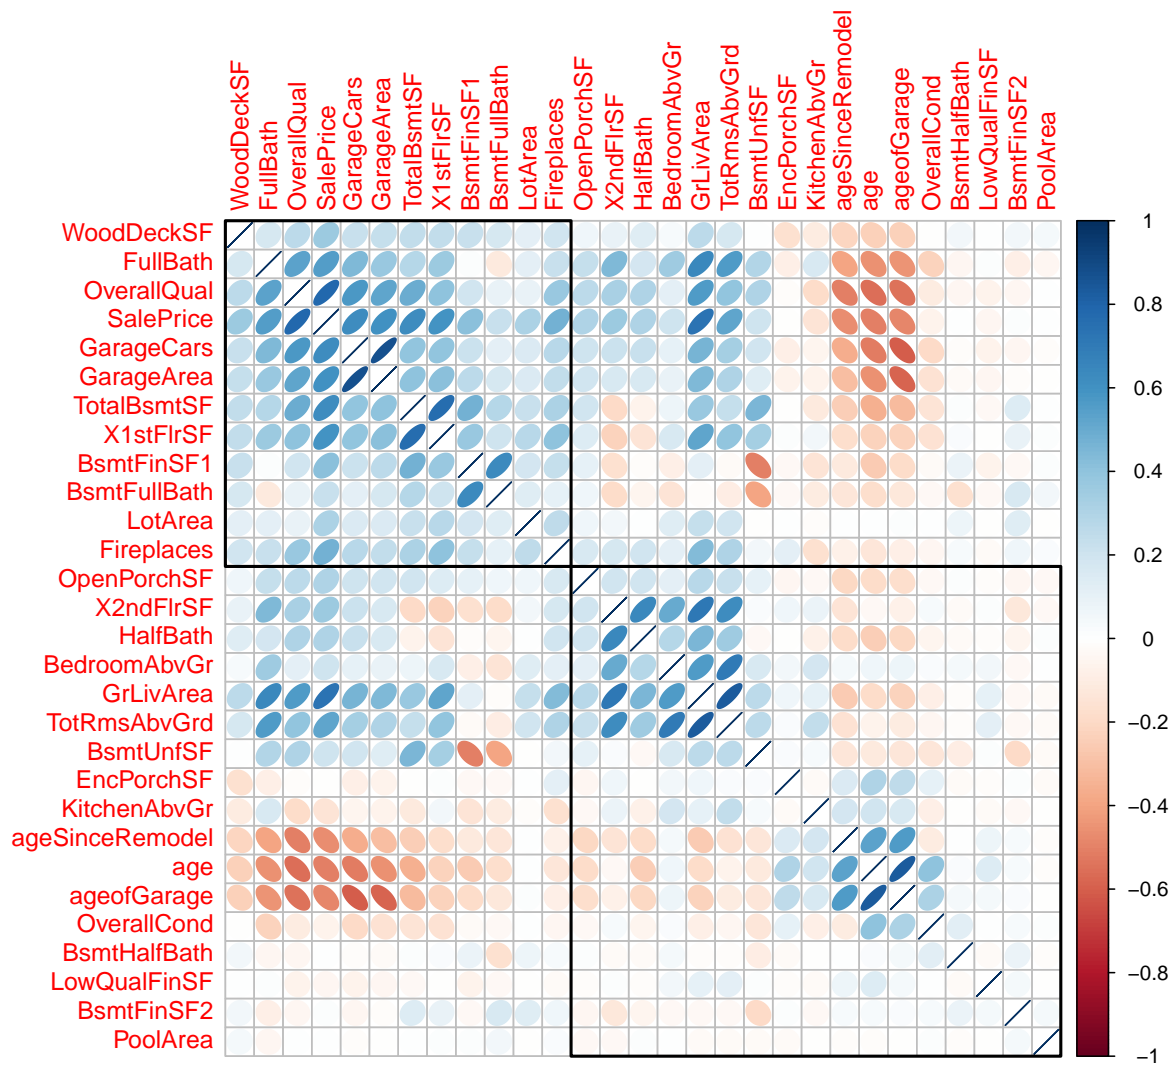 WoodDeckSF
FullBath
OverallQual
SalePrice
GarageCars
GarageArea
TotalBsmtSF
X1stFlrSF
BsmtFinSF1
BsmtFullBath
LotArea
Fireplaces
OpenPorchSF
X2ndFlrSF
HalfBath
BedroomAbvGr
GrLivArea
TotRmsAbvGrd
BsmtUnfSF
EncPorchSF
KitchenAbvGr
ageSinceRemodel
age
ageofGarage
OverallCond
BsmtHalfBath
LowQualFinSF
BsmtFinSF2
PoolArea
WoodDeckSF
FullBath
OverallQual
SalePrice
GarageCars
GarageArea
TotalBsmtSF
X1stFlrSF
BsmtFinSF1
BsmtFullBath
LotArea
Fireplaces
OpenPorchSF
X2ndFlrSF
HalfBath
BedroomAbvGr
GrLivArea
TotRmsAbvGrd
BsmtUnfSF
EncPorchSF
KitchenAbvGr
ageSinceRemodel
age
ageofGarage
OverallCond
BsmtHalfBath
LowQualFinSF
BsmtFinSF2
PoolArea
1
0.8
0.6
0.4
0.2
0
−0.2
−0.4
−0.6
−0.8
−1